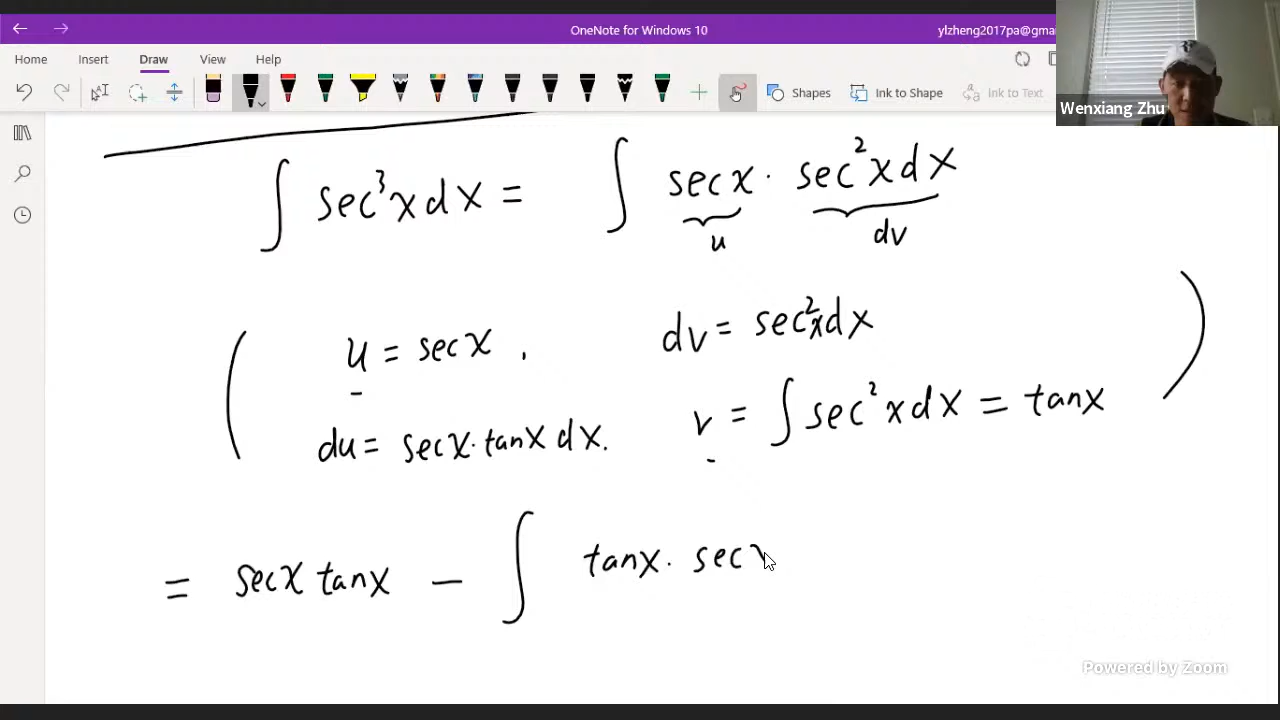 OneNote for Windows 10
ylzheng2017pa@gma
Home Insert Draw View Help
Shapes Ink to Shape Ink to Text
Wenxiang Zhu
∫ sec³x dx = ∫ secx · sec²x dx
u dv
u = secx , dv = sec²x dx
du = secx·tanx dx. v = ∫ sec²x dx = tanx
= secx tanx − ∫ tanx · secx
Powered by Zoom